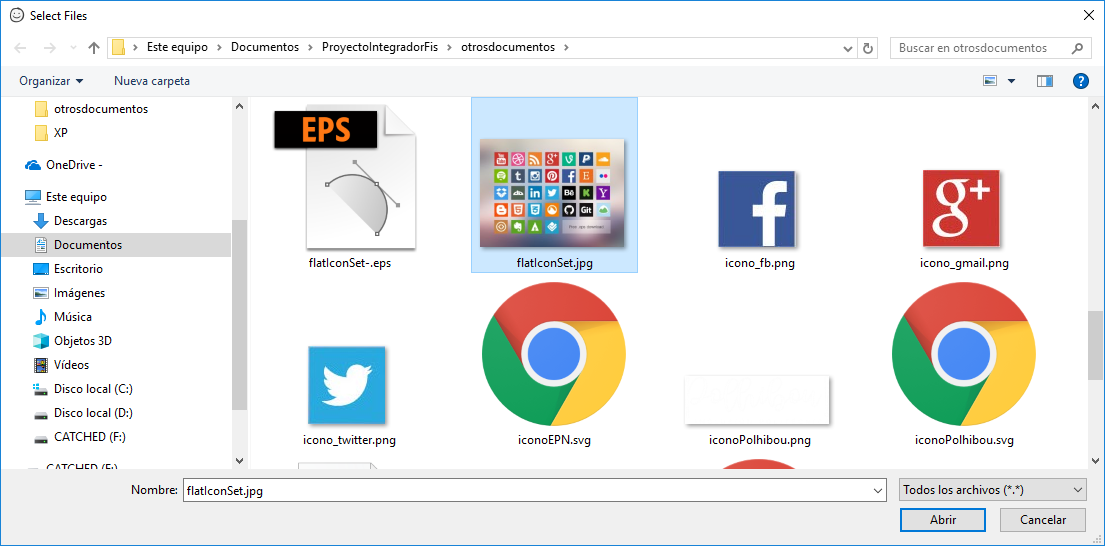 Select Files
Este equipo
Documentos
ProyectoIntegradorFis
otrosdocumentos
Buscar en otrosdocumentos
Organizar
Nueva carpeta
otrosdocumentos
XP
OneDrive -
Este equipo
Descargas
Documentos
Escritorio
Imágenes
Música
Objetos 3D
Vídeos
Disco local (C:)
Disco local (D:)
CATCHED (F:)
CATCHED (F:)
EPS
flatIconSet-.eps
flatIconSet.jpg
icono_fb.png
g+
icono_gmail.png
icono_twitter.png
iconoEPN.svg
iconoPolhibou.png
iconoPolhibou.svg
Nombre:
flatIconSet.jpg
Todos los archivos (*.*)
Abrir
Cancelar